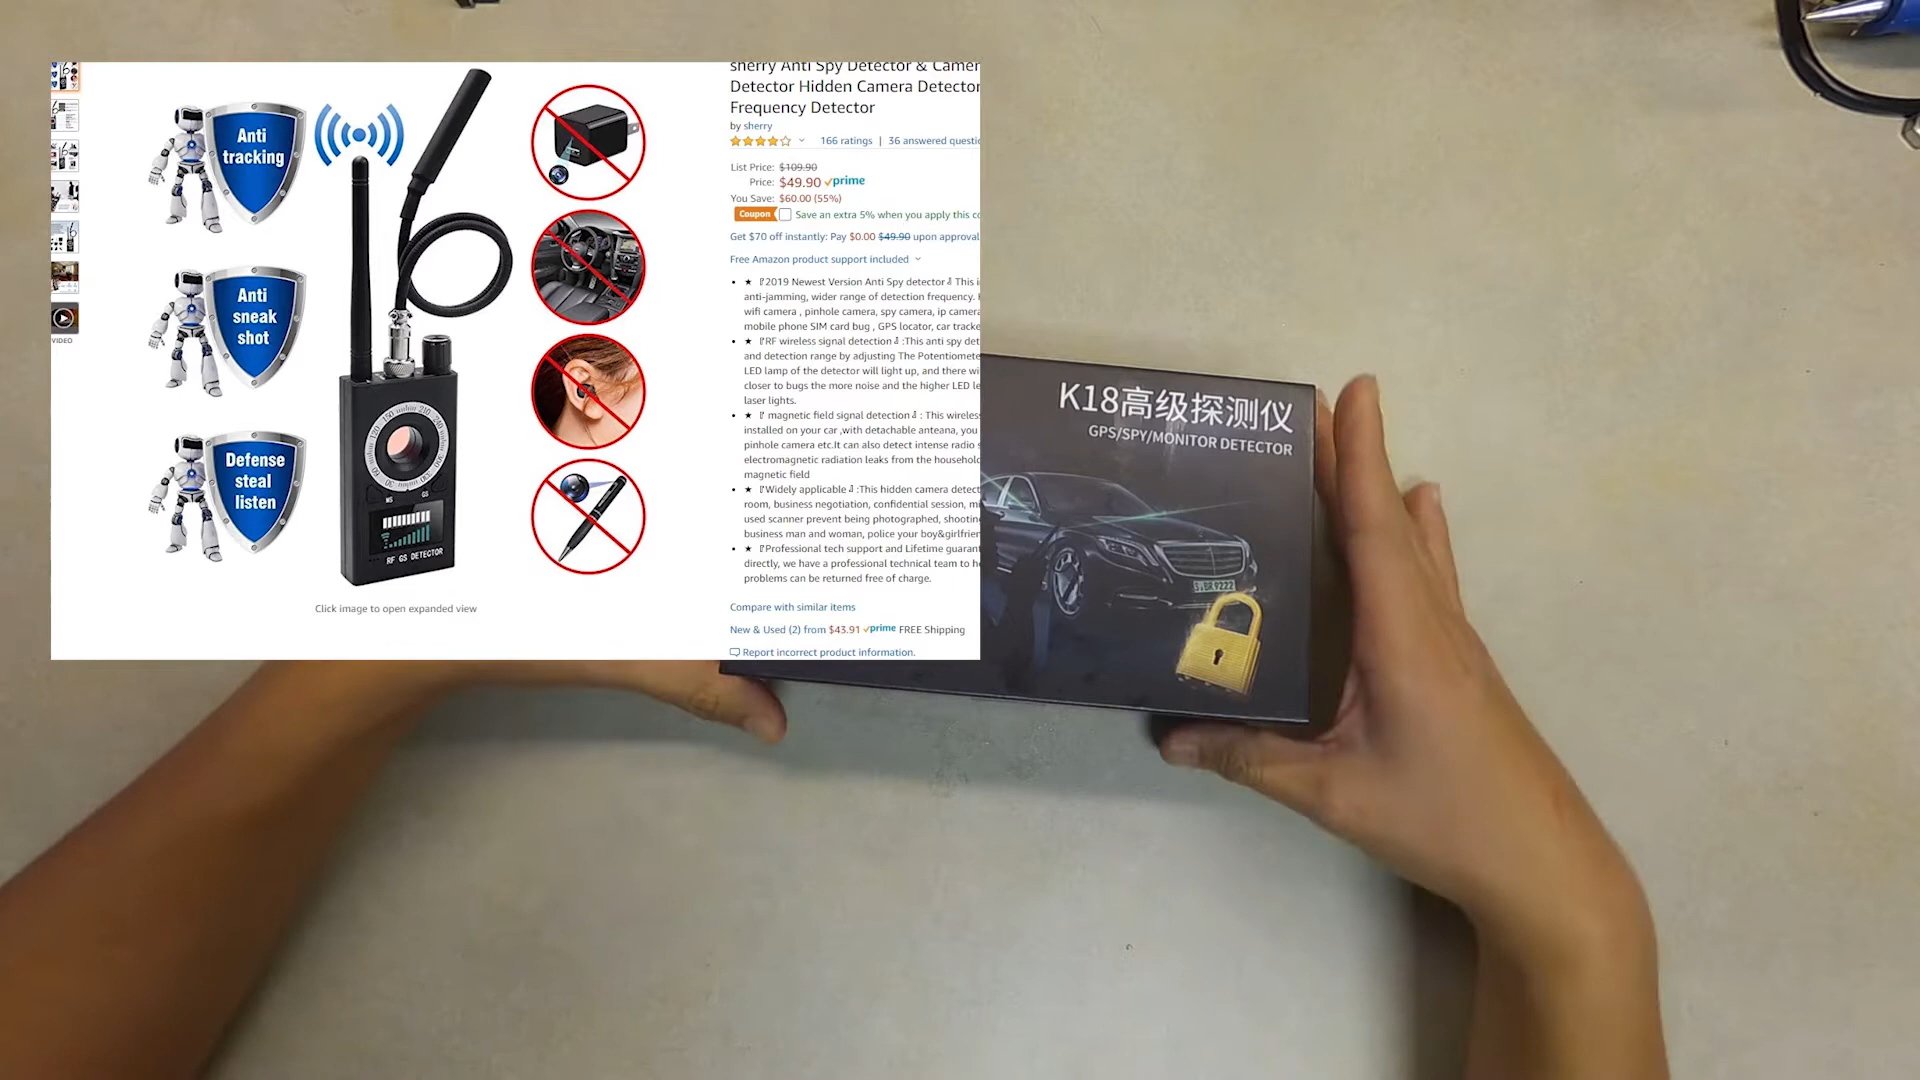 sherry Anti Spy Detector & Camer
Detector Hidden Camera Detector
Frequency Detector
by sherry
166 ratings | 36 answered questio
List Price: $109.90
Price: $49.90 prime
You Save: $60.00 (55%)
Coupon Save an extra 5% when you apply this co
Get $70 off instantly: Pay $0.00 $49.90 upon approval
Free Amazon product support included
★ 『2019 Newest Version Anti Spy detector』This i
anti-jamming, wider range of detection frequency.
wifi camera , pinhole camera, spy camera, ip camera
mobile phone SIM card bug , GPS locator, car tracke
★ 『RF wireless signal detection』:This anti spy det
and detection range by adjusting The Potentiomete
LED lamp of the detector will light up, and there wi
closer to bugs the more noise and the higher LED le
laser lights.
★ 『 magnetic field signal detection』: This wireless
installed on your car ,with detachable anteana, you
pinhole camera etc.It can also detect intense radio s
electromagnetic radiation leaks from the househol
magnetic field
★ 『Widely applicable』:This hidden camera detect
room, business negotiation, confidential session, mi
used scanner prevent being photographed, shootin
business man and woman, police your boy&girlfrien
★ 『Professional tech support and Lifetime guarant
directly, we have a professional technical team to he
problems can be returned free of charge.
Compare with similar items
New & Used (2) from $43.91 prime FREE Shipping
Report incorrect product information.
Anti
tracking
Anti
sneak
shot
Defense
steal
listen
MS GS
RF GS DETECTOR
VIDEO
Click image to open expanded view
K18高级探测仪
GPS/SPY/MONITOR DETECTOR